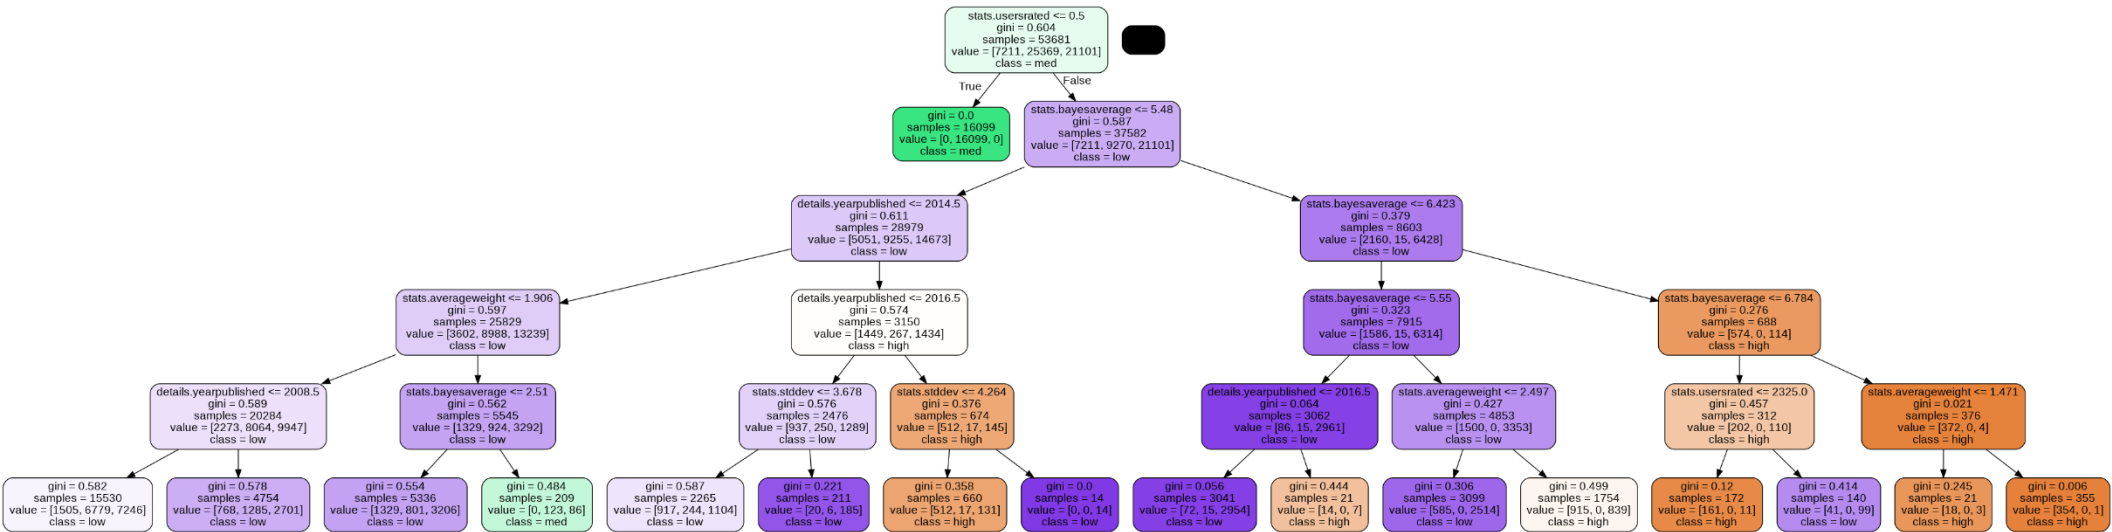 stats.usersrated <= 0.5
gini = 0.604
samples = 53681
value = [7211, 25369, 21101]
class = med
True
False
gini = 0.0
samples = 16099
value = [0, 16099, 0]
class = med
stats.bayesaverage <= 5.48
gini = 0.587
samples = 37582
value = [7211, 9270, 21101]
class = low
details.yearpublished <= 2014.5
gini = 0.611
samples = 28979
value = [5051, 9255, 14673]
class = low
stats.bayesaverage <= 6.423
gini = 0.379
samples = 8603
value = [2160, 15, 6428]
class = low
stats.averageweight <= 1.906
gini = 0.597
samples = 25829
value = [3602, 8988, 13239]
class = low
details.yearpublished <= 2016.5
gini = 0.574
samples = 3150
value = [1449, 267, 1434]
class = high
stats.bayesaverage <= 5.55
gini = 0.323
samples = 7915
value = [1586, 15, 6314]
class = low
stats.bayesaverage <= 6.784
gini = 0.276
samples = 688
value = [574, 0, 114]
class = high
details.yearpublished <= 2008.5
gini = 0.589
samples = 20284
value = [2273, 8064, 9947]
class = low
stats.bayesaverage <= 2.51
gini = 0.562
samples = 5545
value = [1329, 924, 3292]
class = low
stats.stddev <= 3.678
gini = 0.576
samples = 2476
value = [937, 250, 1289]
class = low
stats.stddev <= 4.264
gini = 0.376
samples = 674
value = [512, 17, 145]
class = high
details.yearpublished <= 2016.5
gini = 0.064
samples = 3062
value = [86, 15, 2961]
class = low
stats.averageweight <= 2.497
gini = 0.427
samples = 4853
value = [1500, 0, 3353]
class = low
stats.usersrated <= 2325.0
gini = 0.457
samples = 312
value = [202, 0, 110]
class = high
stats.averageweight <= 1.471
gini = 0.021
samples = 376
value = [372, 0, 4]
class = high
gini = 0.582
samples = 15530
value = [1505, 6779, 7246]
class = low
gini = 0.578
samples = 4754
value = [768, 1285, 2701]
class = low
gini = 0.554
samples = 5336
value = [1329, 801, 3206]
class = low
gini = 0.484
samples = 209
value = [0, 123, 86]
class = med
gini = 0.587
samples = 2265
value = [917, 244, 1104]
class = low
gini = 0.221
samples = 211
value = [20, 6, 185]
class = low
gini = 0.358
samples = 660
value = [512, 17, 131]
class = high
gini = 0.0
samples = 14
value = [0, 0, 14]
class = low
gini = 0.056
samples = 3041
value = [72, 15, 2954]
class = low
gini = 0.444
samples = 21
value = [14, 0, 7]
class = high
gini = 0.306
samples = 3099
value = [585, 0, 2514]
class = low
gini = 0.499
samples = 1754
value = [915, 0, 839]
class = high
gini = 0.12
samples = 172
value = [161, 0, 11]
class = high
gini = 0.414
samples = 140
value = [41, 0, 99]
class = low
gini = 0.245
samples = 21
value = [18, 0, 3]
class = high
gini = 0.006
samples = 355
value = [354, 0, 1]
class = high